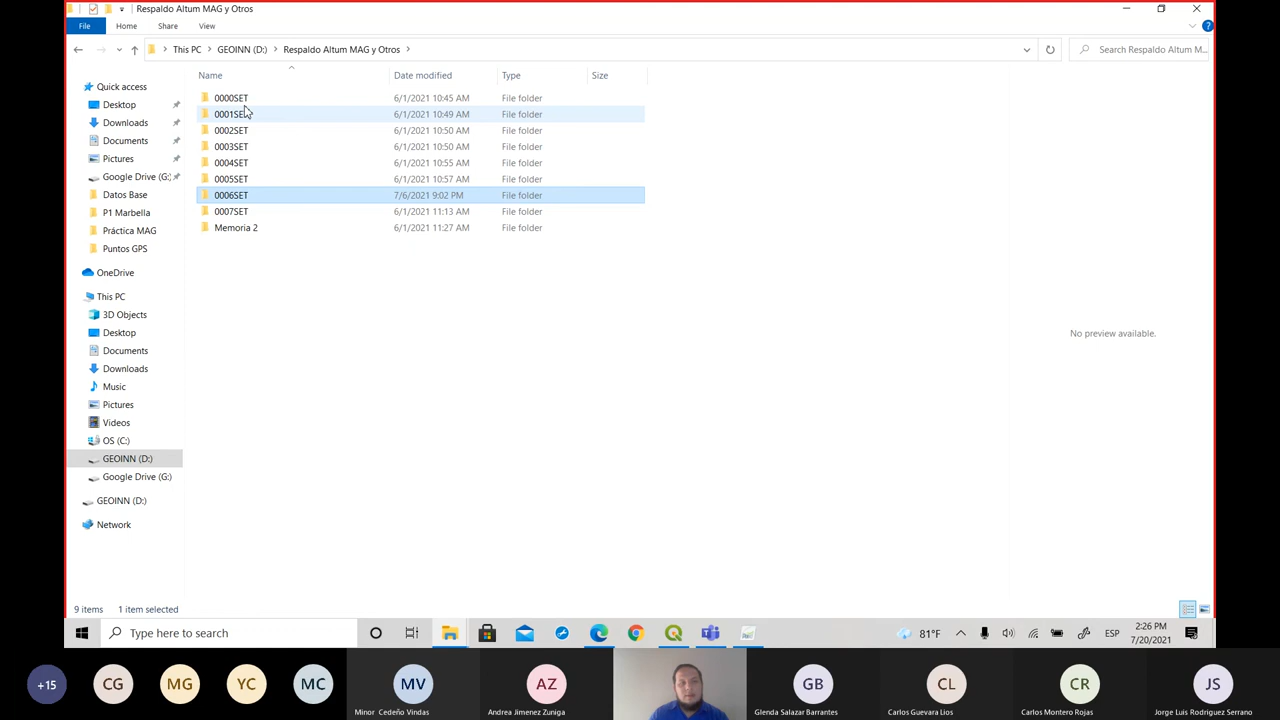 Respaldo Altum MAG y Otros
File Home Share View
This PC GEOINN (D:) Respaldo Altum MAG y Otros
Search Respaldo Altum M...
Name Date modified Type Size
Quick access
Desktop
Downloads
Documents
Pictures
Google Drive (G:)
Datos Base
P1 Marbella
Práctica MAG
Puntos GPS
OneDrive
This PC
3D Objects
Desktop
Documents
Downloads
Music
Pictures
Videos
OS (C:)
GEOINN (D:)
Google Drive (G:)
GEOINN (D:)
Network
0000SET 6/1/2021 10:45 AM File folder
0001SET 6/1/2021 10:49 AM File folder
0002SET 6/1/2021 10:50 AM File folder
0003SET 6/1/2021 10:50 AM File folder
0004SET 6/1/2021 10:55 AM File folder
0005SET 6/1/2021 10:57 AM File folder
0006SET 7/6/2021 9:02 PM File folder
0007SET 6/1/2021 11:13 AM File folder
Memoria 2 6/1/2021 11:27 AM File folder
No preview available.
9 items 1 item selected
Type here to search
81°F
ESP
2:26 PM
7/20/2021
+15 CG MG YC MC MV AZ GB CL CR JS
Minor Cedeño Vindas
Andrea Jimenez Zuniga
Glenda Salazar Barrantes
Carlos Guevara Lios
Carlos Montero Rojas
Jorge Luis Rodriguez Serrano